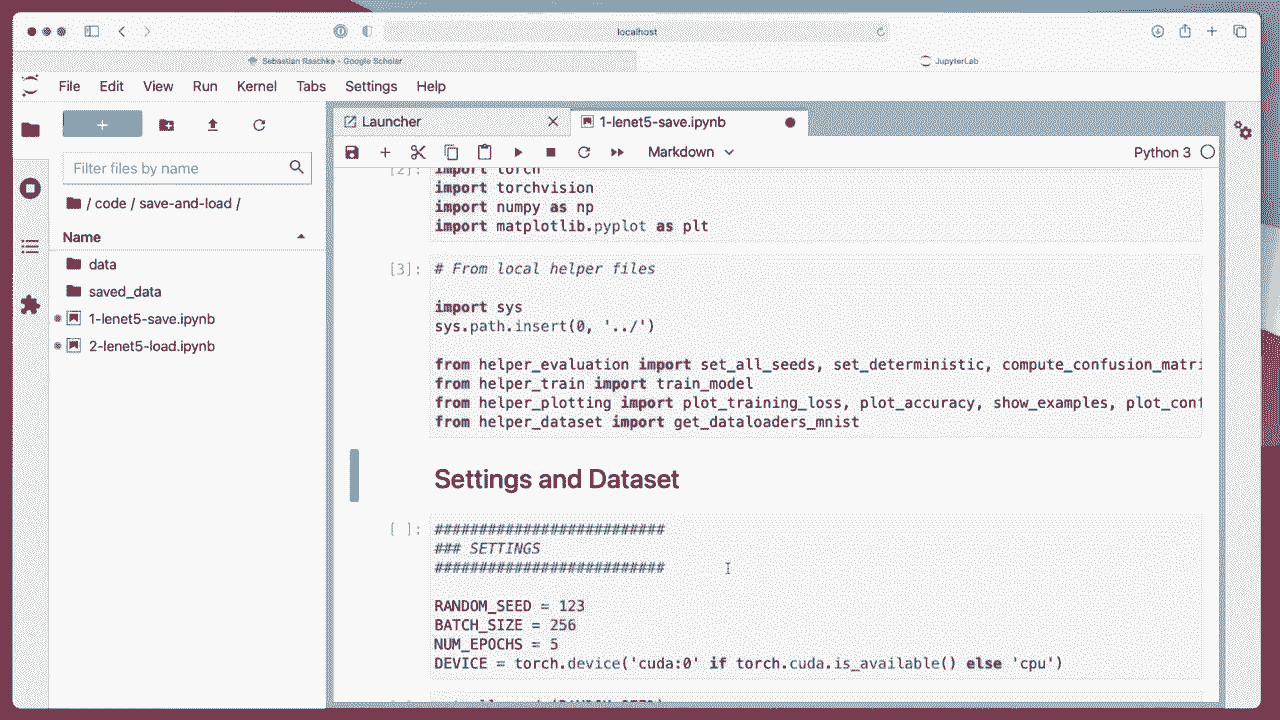 localhost
Sebastian Raschka - Google Scholar
JupyterLab
File Edit View Run Kernel Tabs Settings Help
Launcher
1-lenet5-save.ipynb
Markdown
Python 3
Filter files by name
/ code / save-and-load /
Name
data
saved_data
1-lenet5-save.ipynb
2-lenet5-load.ipynb
[2]:
import torch
import torchvision
import numpy as np
import matplotlib.pyplot as plt
[3]:
# From local helper files
import sys
sys.path.insert(0, '../')
from helper_evaluation import set_all_seeds, set_deterministic, compute_confusion_matri
from helper_train import train_model
from helper_plotting import plot_training_loss, plot_accuracy, show_examples, plot_conf
from helper_dataset import get_dataloaders_mnist
Settings and Dataset
[ ]:
##########################
### SETTINGS
##########################
RANDOM_SEED = 123
BATCH_SIZE = 256
NUM_EPOCHS = 5
DEVICE = torch.device('cuda:0' if torch.cuda.is_available() else 'cpu')